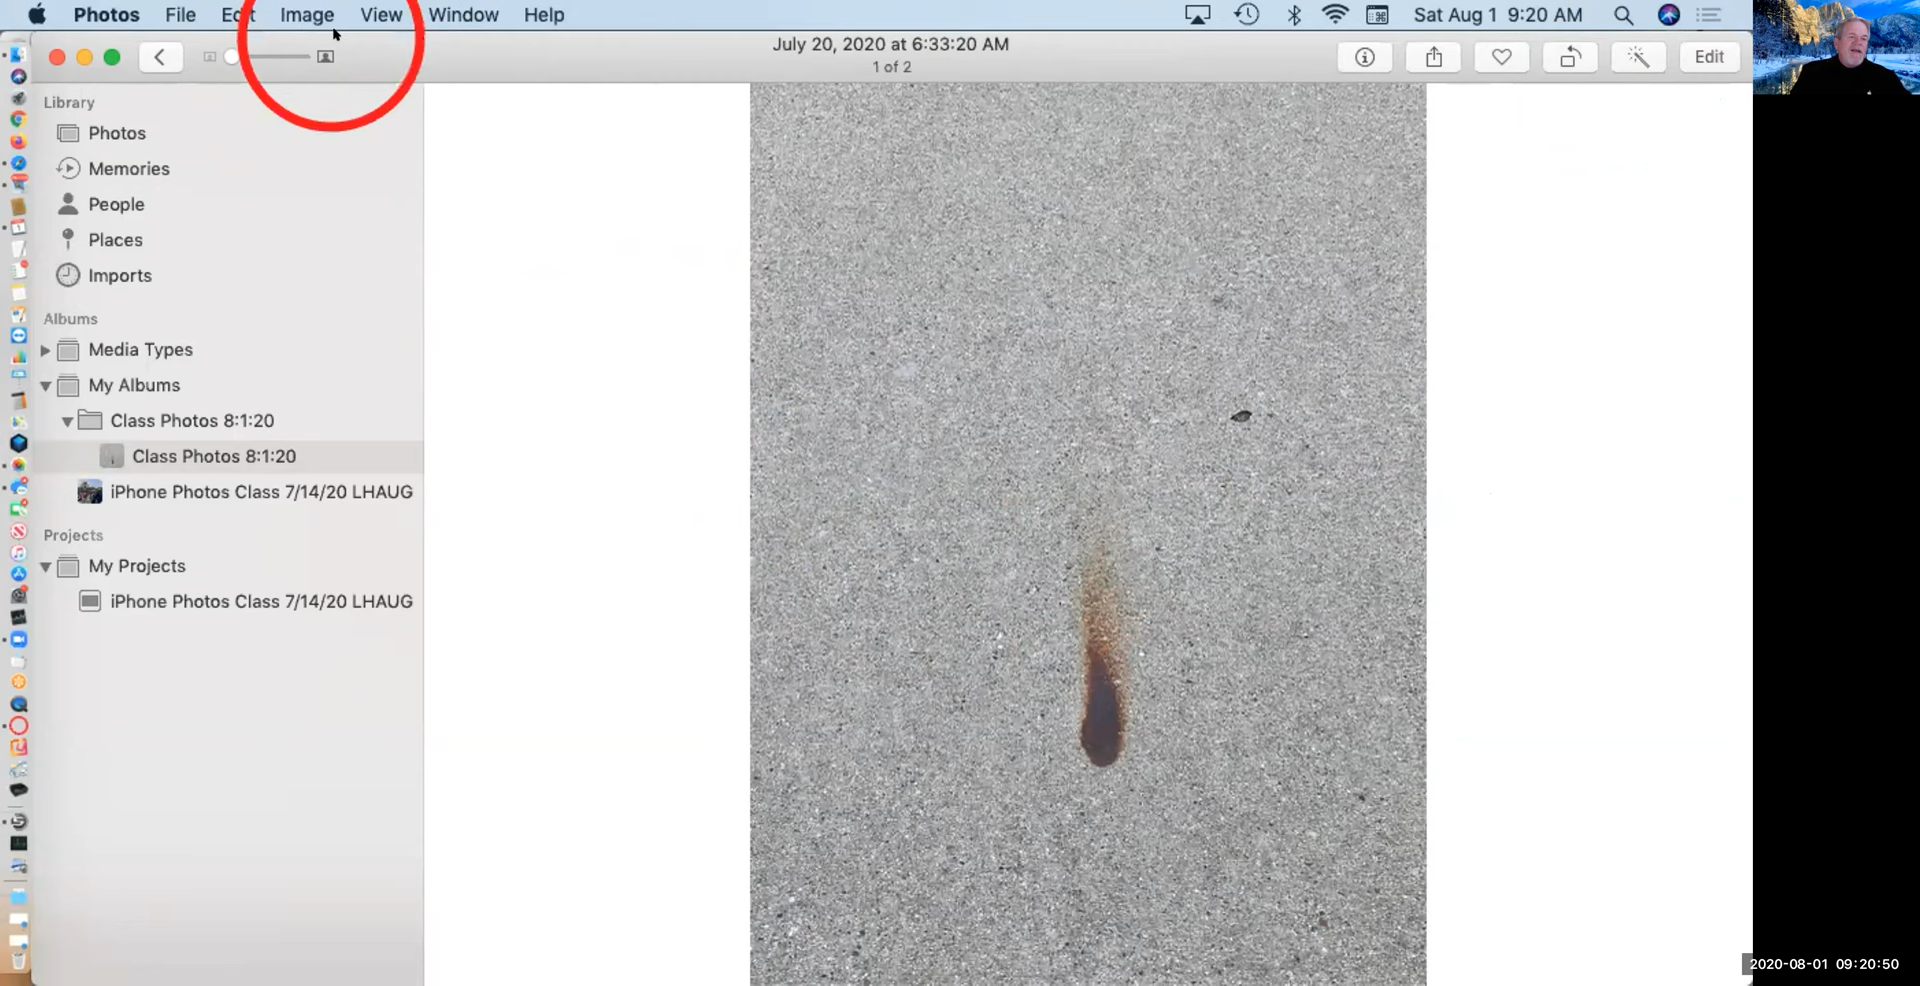 Photos File Edit Image View Window Help Sat Aug 1 9:20 AM
July 20, 2020 at 6:33:20 AM
1 of 2
Edit
Library
Photos
Memories
People
Places
Imports
Albums
Media Types
My Albums
Class Photos 8:1:20
Class Photos 8:1:20
iPhone Photos Class 7/14/20 LHAUG
Projects
My Projects
iPhone Photos Class 7/14/20 LHAUG
2020-08-01 09:20:50